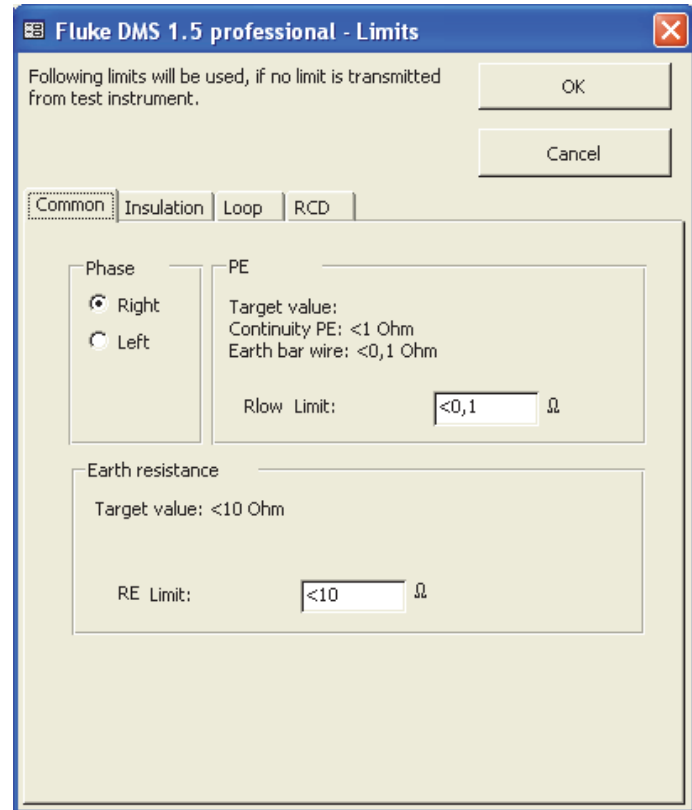 Fluke DMS 1.5 professional - Limits
Following limits will be used, if no limit is transmitted
from test instrument.
OK
Cancel
Common
Insulation
Loop
RCD
Phase
Right
Left
PE
Target value:
Continuity PE: <1 Ohm
Earth bar wire: <0,1 Ohm
Rlow Limit: <0,1 Ω
Earth resistance
Target value: <10 Ohm
RE Limit: <10 Ω